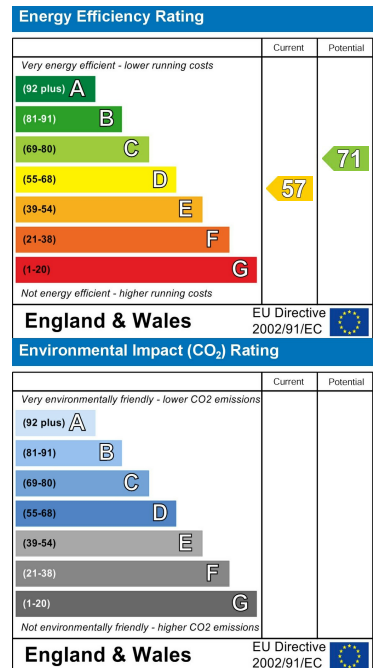 Energy Efficiency Rating
Current Potential
Very energy efficient - lower running costs
(92 plus) A
(81-91) B
(69-80) C
71
(55-68) D
57
(39-54) E
(21-38) F
(1-20) G
Not energy efficient - higher running costs
England & Wales
EU Directive
2002/91/EC
Environmental Impact (CO₂) Rating
Current Potential
Very environmentally friendly - lower CO2 emissions
(92 plus) A
(81-91) B
(69-80) C
(55-68) D
(39-54) E
(21-38) F
(1-20) G
Not environmentally friendly - higher CO2 emissions
England & Wales
EU Directive
2002/91/EC